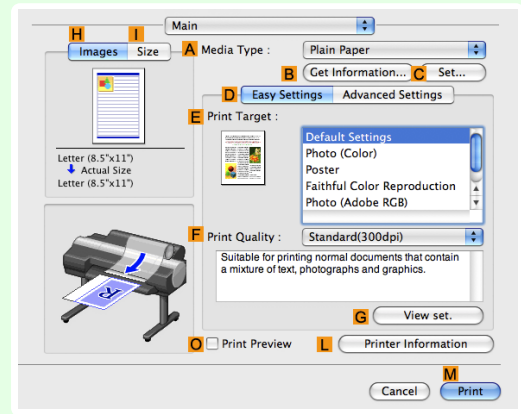 Main
H
I
Images
Size
A
Media Type :
Plain Paper
B
Get Information...
C
Set...
D
Easy Settings
Advanced Settings
E
Print Target :
Default Settings
Photo (Color)
Poster
Faithful Color Reproduction
Photo (Adobe RGB)
Letter (8.5"x11")
Actual Size
Letter (8.5"x11")
F
Print Quality :
Standard(300dpi)
Suitable for printing normal documents that contain
a mixture of text, photographs and graphics.
G
View set.
O
Print Preview
L
Printer Information
M
Cancel
Print